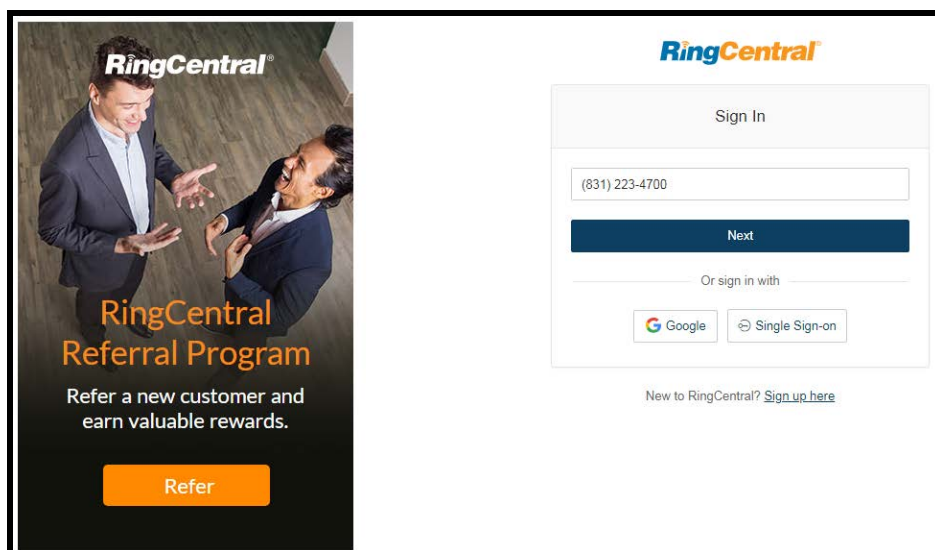 RingCentral®
RingCentral
Referral Program
Refer a new customer and
earn valuable rewards.
Refer
RingCentral®
Sign In
(831) 223-4700
Next
Or sign in with
Google
Single Sign-on
New to RingCentral? Sign up here